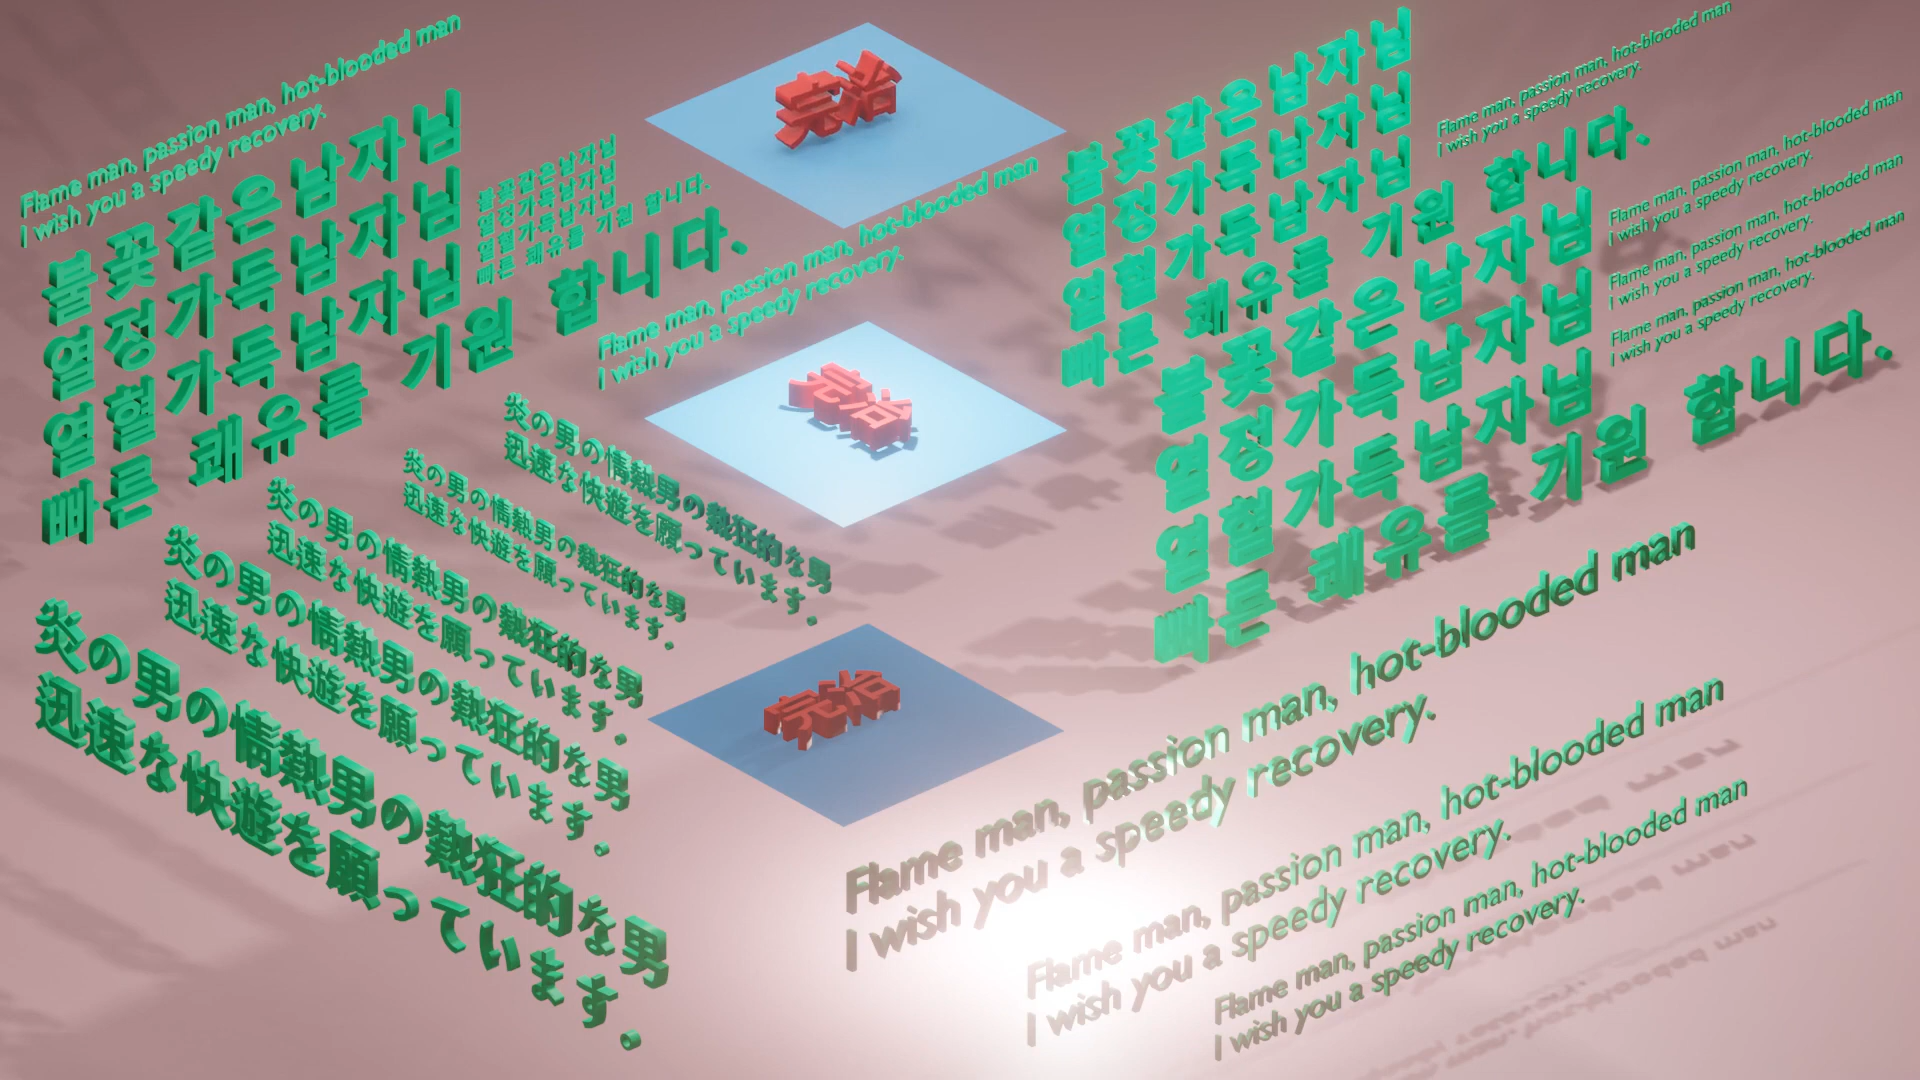 Flame man, passion man, hot-blooded man
I wish you a speedy recovery.
불꽃같은남자님
열정가득남자님
열혈가득남자님
빠른 쾌유를 기원 합니다.
불꽃같은남자님
열정가득남자님
열혈가득남자님
빠른 쾌유를 기원 합니다.
完治
Flame man, passion man, hot-blooded man
I wish you a speedy recovery.
完治
불꽃같은남자님
열정가득남자님
열혈가득남자님
빠른 쾌유를 기원 합니다.
Flame man, passion man, hot-blooded man
I wish you a speedy recovery.
Flame man, passion man, hot-blooded man
I wish you a speedy recovery.
Flame man, passion man, hot-blooded man
I wish you a speedy recovery.
Flame man, passion man, hot-blooded man
I wish you a speedy recovery.
불꽃같은남자님
열정가득남자님
열혈가득남자님
빠른 쾌유를 기원 합니다.
炎の男の情熱男の熱狂的な男
迅速な快遊を願っています。
炎の男の情熱男の熱狂的な男
迅速な快遊を願っています。
炎の男の情熱男の熱狂的な男
迅速な快遊を願っています。
炎の男の情熱男の熱狂的な男
迅速な快遊を願っています。
炎の男の情熱男の熱狂的な男
迅速な快遊を願っています。
完治
Flame man, passion man, hot-blooded man
I wish you a speedy recovery.
Flame man, passion man, hot-blooded man
I wish you a speedy recovery.
Flame man, passion man, hot-blooded man
I wish you a speedy recovery.